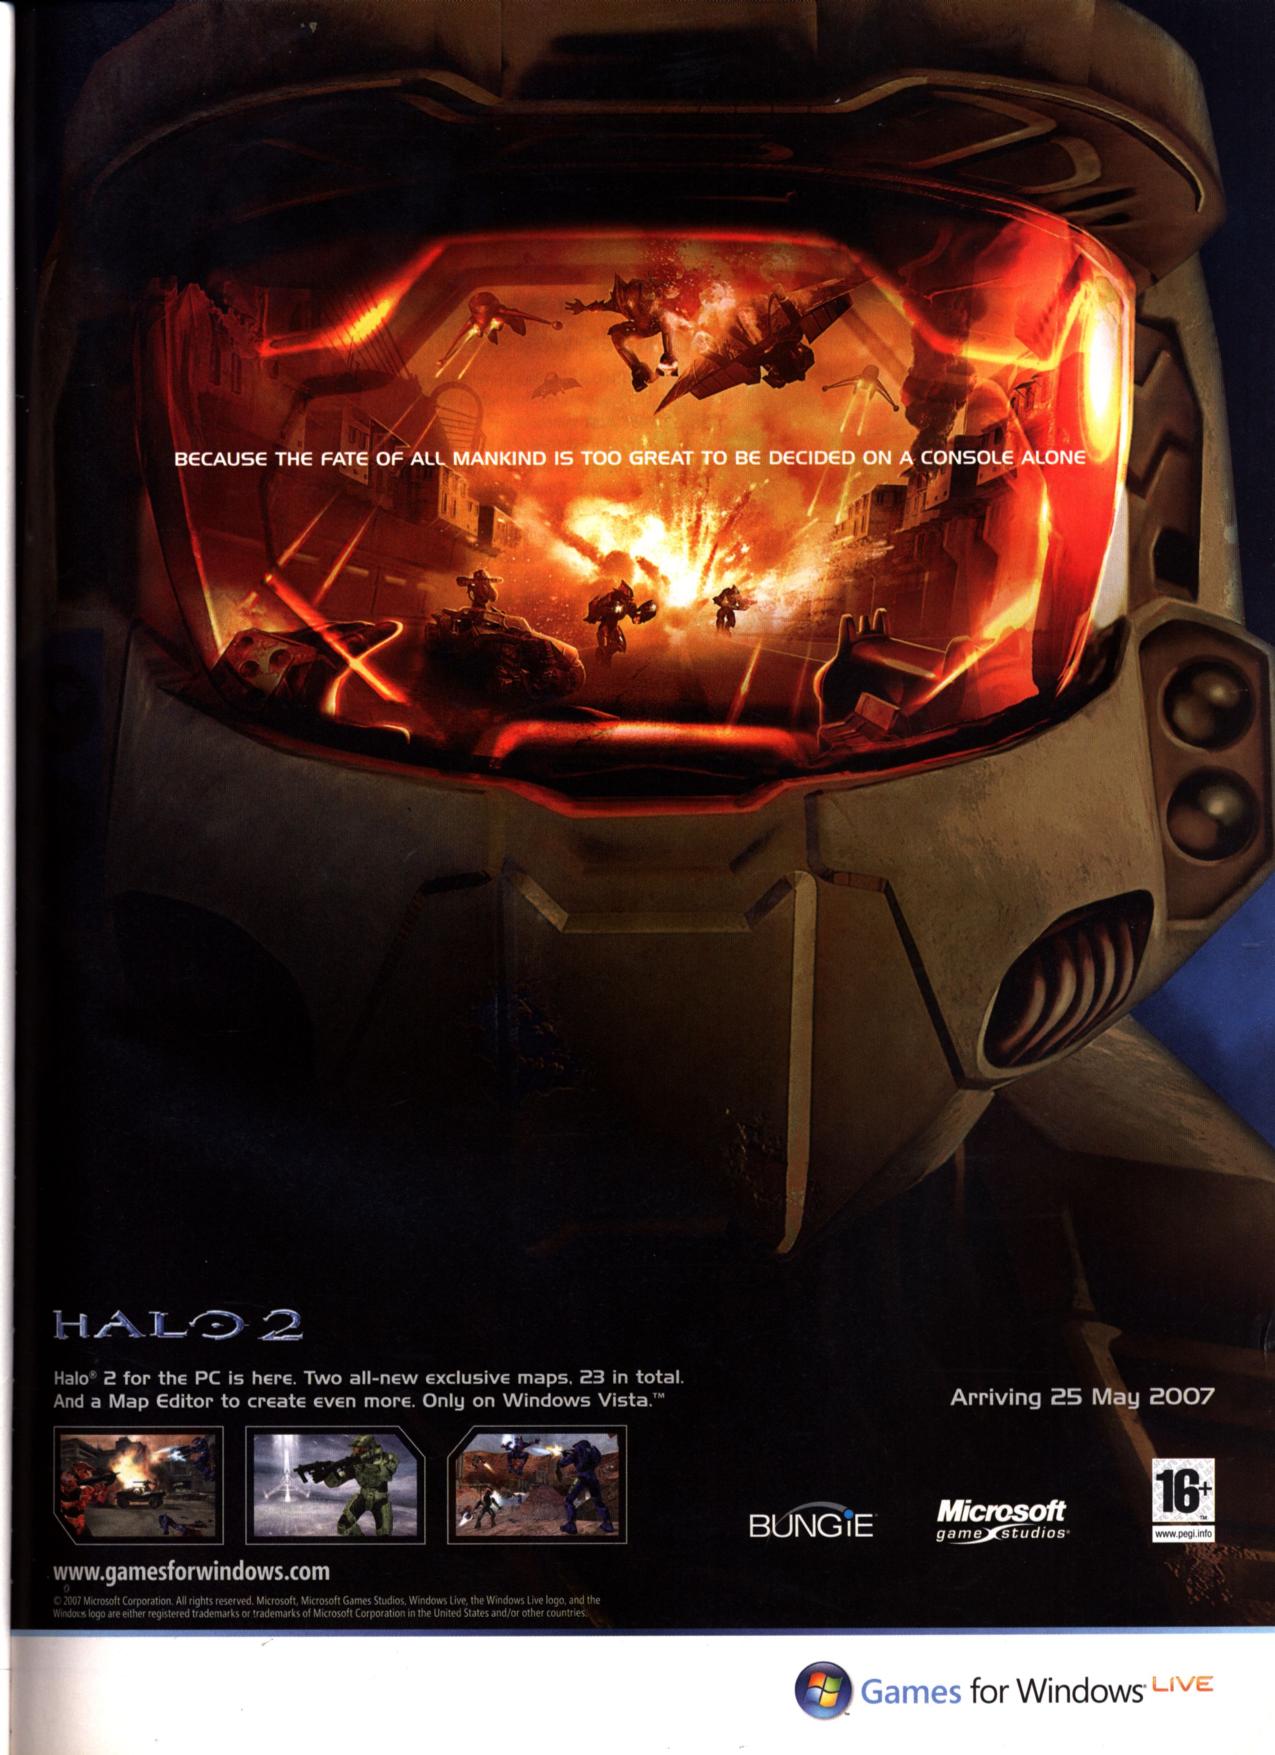 BECAUSE THE FATE OF ALL MANKIND IS TOO GREAT TO BE DECIDED ON A CONSOLE ALONE
HALO 2
Halo® 2 for the PC is here. Two all-new exclusive maps, 23 in total.
And a Map Editor to create even more. Only on Windows Vista.™
Arriving 25 May 2007
BUNGiE
Microsoft
game studios®
16+
www.pegi.info
www.gamesforwindows.com
© 2007 Microsoft Corporation. All rights reserved. Microsoft, Microsoft Games Studios, Windows Live, the Windows Live logo, and the
Windows logo are either registered trademarks or trademarks of Microsoft Corporation in the United States and/or other countries.
Games for Windows® LIVE